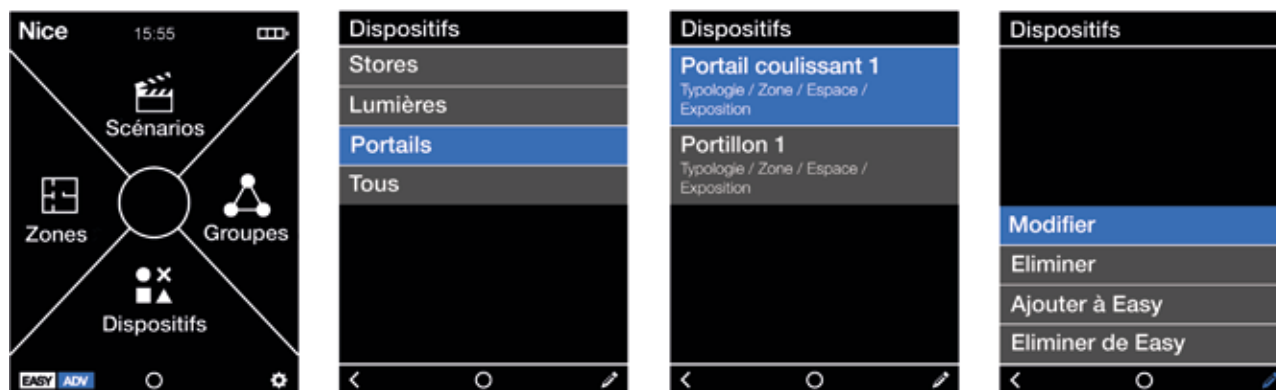 Nice
15:55
Scénarios
Zones
Groupes
Dispositifs
EASY ADV
Dispositifs
Stores
Lumières
Portails
Tous
Dispositifs
Portail coulissant 1
Typologie / Zone / Espace /
Exposition
Portillon 1
Typologie / Zone / Espace /
Exposition
Dispositifs
Modifier
Eliminer
Ajouter à Easy
Eliminer de Easy